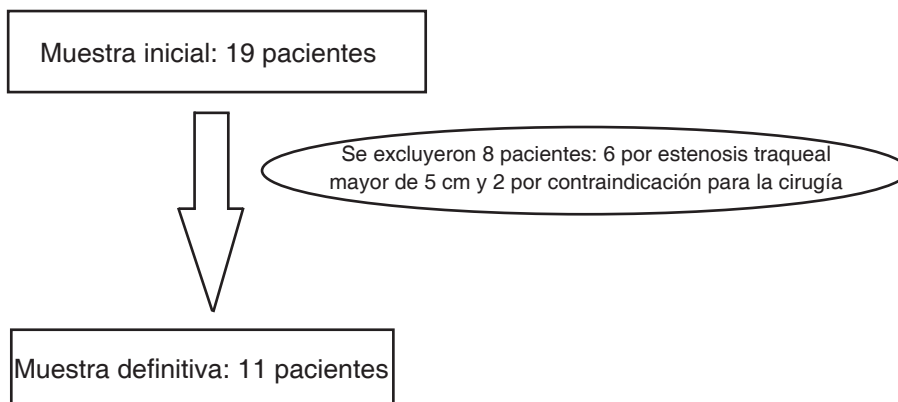 Muestra inicial: 19 pacientes
Se excluyeron 8 pacientes: 6 por estenosis traqueal
mayor de 5 cm y 2 por contraindicación para la cirugía
Muestra definitiva: 11 pacientes